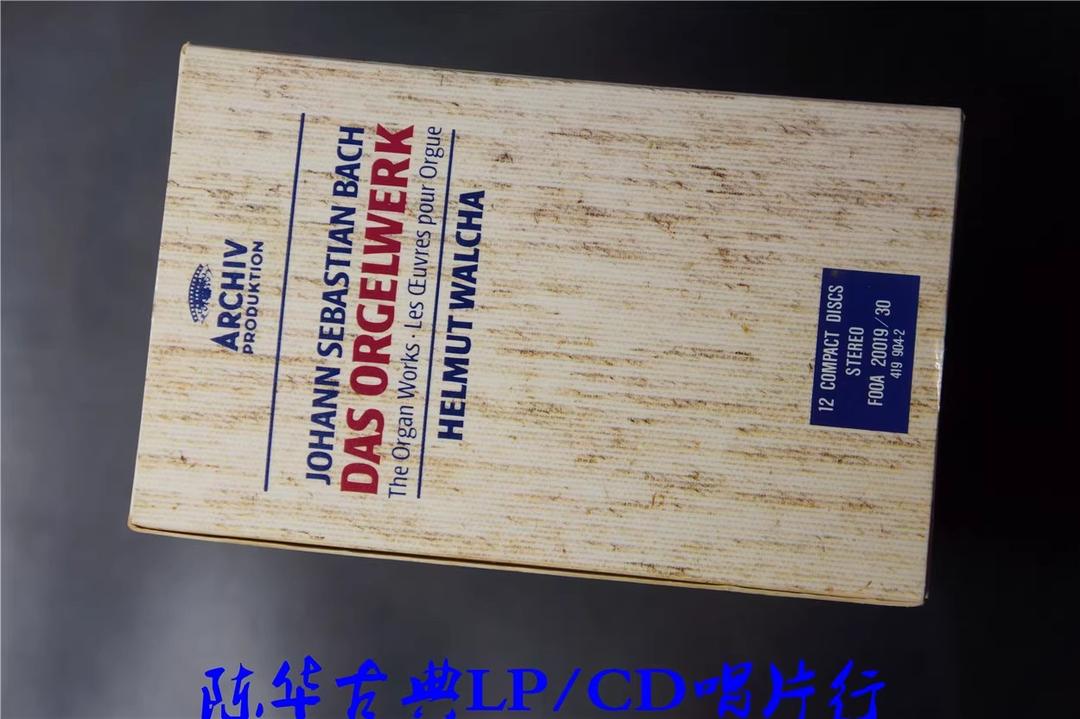 ARCHIV
PRODUKTION
JOHANN SEBASTIAN BACH
DAS ORGELWERK
The Organ Works · Les Œuvres pour Orgue
HELMUT WALCHA
12 COMPACT DISCS
STEREO
F00A 20019/30
419 904-2
陈华古典LP/CD唱片行